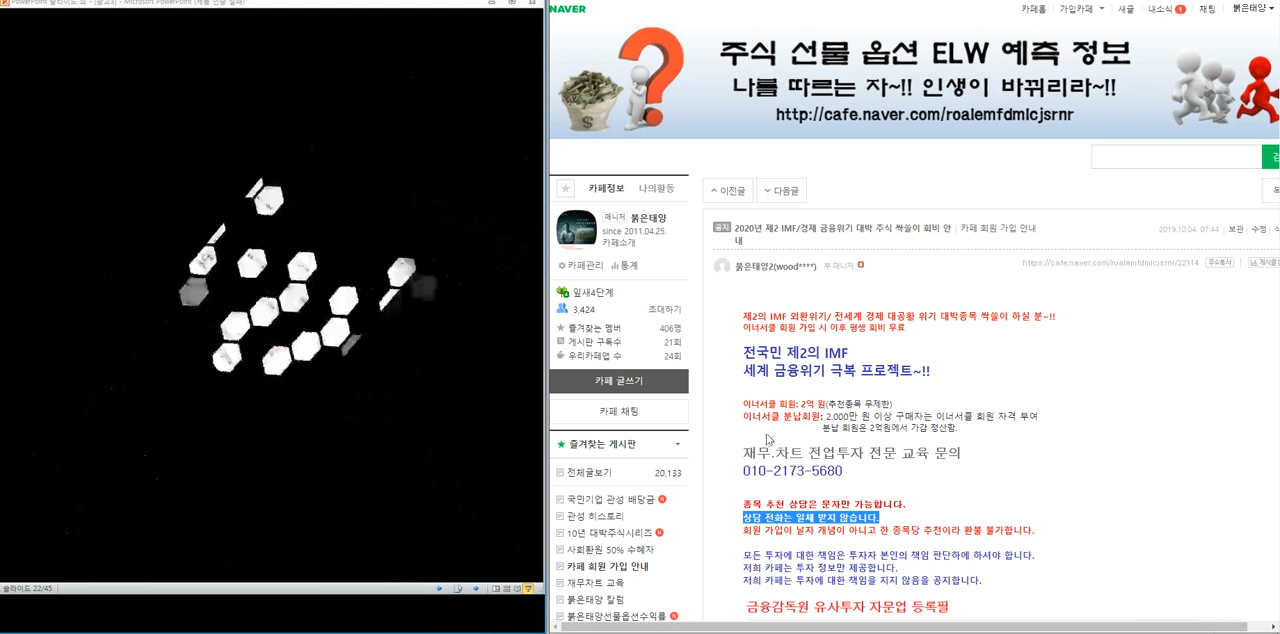 PowerPoint 슬라이드 쇼 - [광고3] - Microsoft PowerPoint (제품 인증 실패)
슬라이드 22/45
NAVER
카페홈 가입카페 새글 내소식 1 채팅 붉은태양
주식 선물 옵션 ELW 예측 정보
나를 따르는 자~!! 인생이 바뀌리라~!!
http://cafe.naver.com/roalemfdmlcjsrnr
카페정보 나의활동
매니저 붉은태양
since 2011.04.25.
카페소개
카페관리 통계
잎새4단계
3,424 초대하기
즐겨찾는 멤버 406명
게시판 구독수 21회
우리카페앱 수 24회
카페 글쓰기
카페 채팅
즐겨찾는 게시판
전체글보기 20,133
국민기업 관성 배당금
관성 히스토리
10년 대박주식시리즈
사회환원 50% 수혜자
카페 회원 가입 안내
재무차트 교육
붉은태양 칼럼
붉은태양선물옵션수익률
이전글 다음글
공지 2020년 제2 IMF/경제 금융위기 대박 주식 싹쓸이 회비 안내 카페 회원 가입 안내
2019.10.04. 07:44 보관 수정
붉은태양2(wood****) 부매니저
https://cafe.naver.com/roalemfdmlcjsrnr/22114 주소복사
제2의 IMF 외환위기/ 전세계 경제 대공황 위기 대박종목 싹쓸이 하실 분~!!
이너서클 회원 가입 시 이후 평생 회비 무료
전국민 제2의 IMF
세계 금융위기 극복 프로젝트~!!
이너서클 회원: 2억 원(추천종목 무제한)
이너서클 분납회원: 2.000만 원 이상 구매자는 이너서클 회원 자격 부여
분납 회원은 2억원에서 가감 정산함.
재무.차트 전업투자 전문 교육 문의
010-2173-5680
종목 추천 상담은 문자만 가능합니다.
상담 전화는 일체 받지 않습니다.
회원 가입이 날자 개념이 아니고 한 종목당 추천이라 환불 불가합니다.
모든 투자에 대한 책임은 투자자 본인의 책임 판단하에 하셔야 합니다.
저희 카페는 투자 정보만 제공합니다.
저희 카페는 투자에 대한 책임을 지지 않음을 공지합니다.
금융감독원 유사투자 자문업 등록필